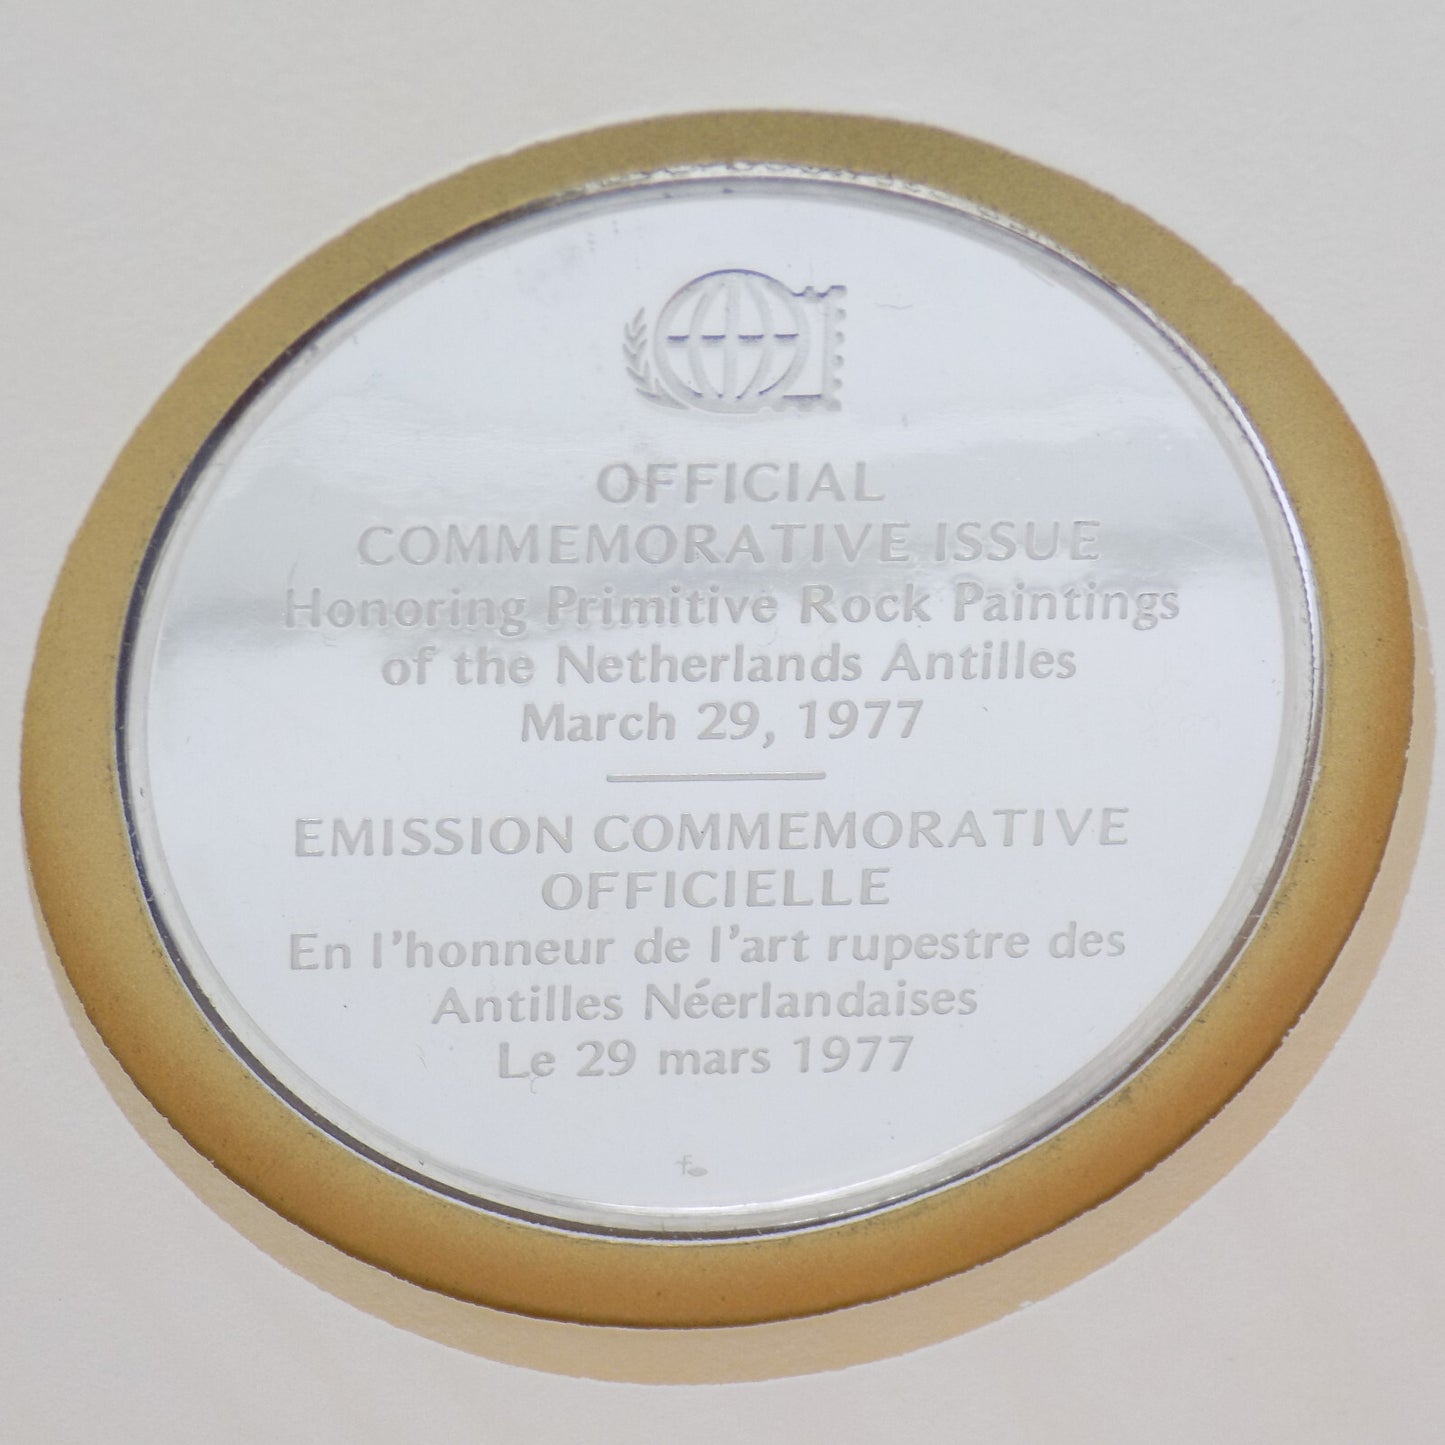 OFFICIAL
COMMEMORATIVE ISSUE
Honoring Primitive Rock Paintings
of the Netherlands Antilles
March 29, 1977
EMISSION COMMEMORATIVE
OFFICIELLE
En l'honneur de l'art rupestre des
Antilles Néerlandaises
Le 29 mars 1977